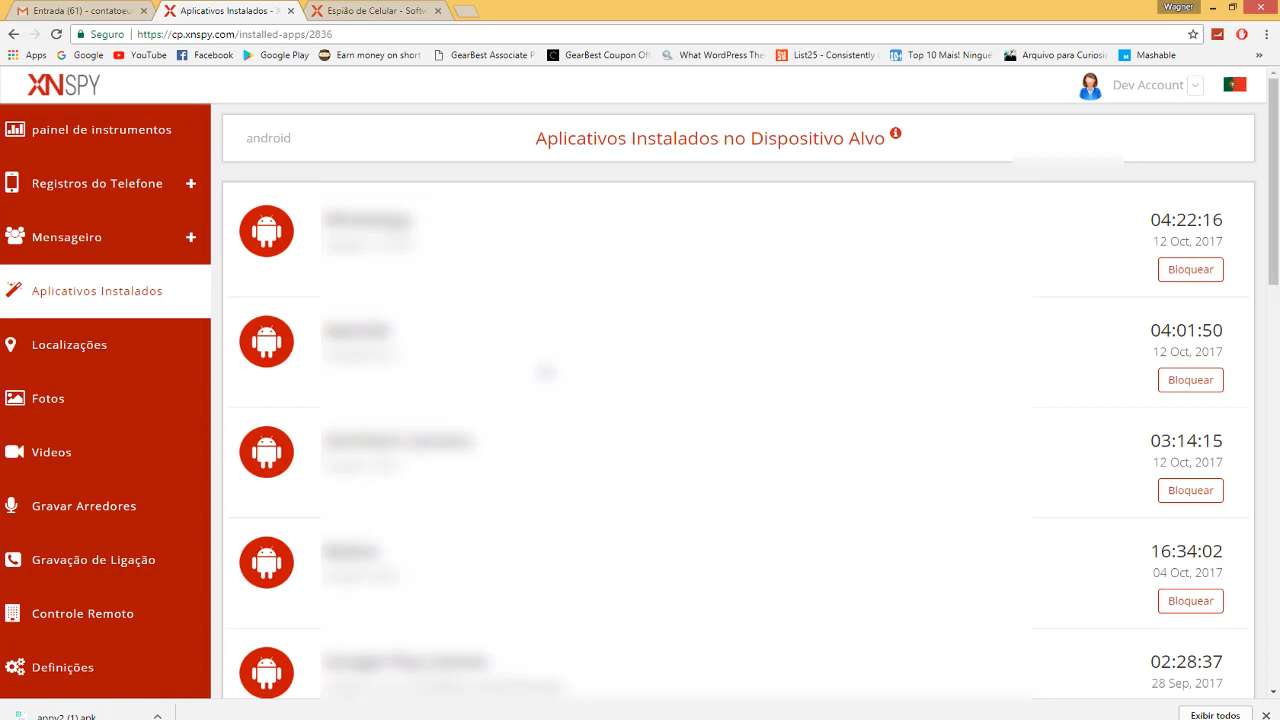 Entrada (61) - contatoeu
Aplicativos Instalados - X
Espião de Celular - Softw
Wagner
Seguro
https://cp.xnspy.com/installed-apps/2836
Apps
Google
YouTube
Facebook
Google Play
Earn money on short
GearBest Associate P
GearBest Coupon Off
What WordPress The
List25 - Consistently
Top 10 Mais! Ningué
Arquivo para Curiosi
Mashable
XNSPY
Dev Account
painel de instrumentos
Registros do Telefone
Mensageiro
Aplicativos Instalados
Localizações
Fotos
Videos
Gravar Arredores
Gravação de Ligação
Controle Remoto
Definições
android
Aplicativos Instalados no Dispositivo Alvo
04:22:16
12 Oct, 2017
Bloquear
04:01:50
12 Oct, 2017
Bloquear
03:14:15
12 Oct, 2017
Bloquear
16:34:02
04 Oct, 2017
Bloquear
02:28:37
28 Sep, 2017
appv2 (1).apk
Exibir todos